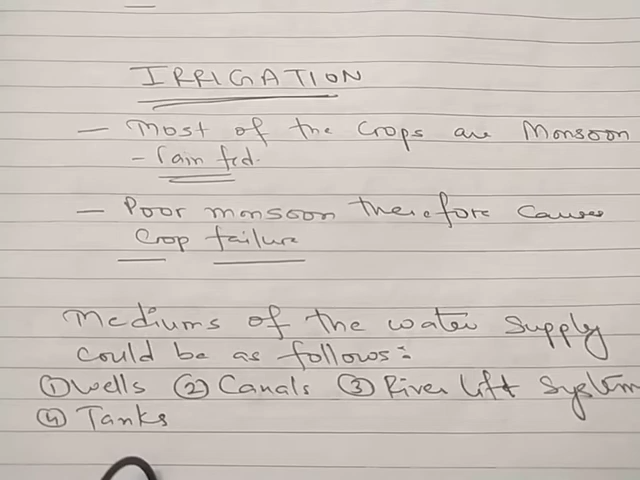 IRRIGATION
- Most of the Crops are Monsoon
- rain fed.
- Poor monsoon therefore causes
Crop failure
Mediums of the water supply
could be as follows:
① Wells ② Canals ③ River lift System
④ Tanks